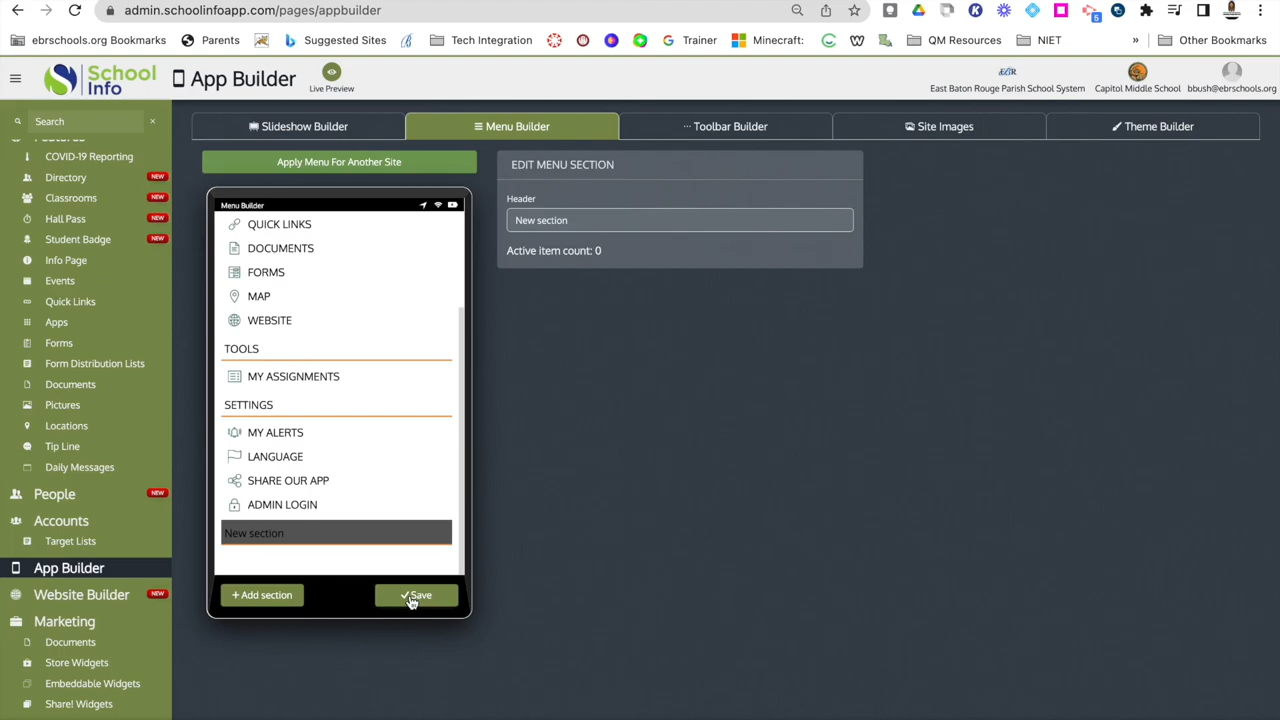 admin.schoolinfoapp.com/pages/appbuilder
5
ebrschools.org Bookmarks
Parents
Suggested Sites
Tech Integration
Trainer
Minecraft:
QM Resources
NIET
»
Other Bookmarks
School Info
App Builder
Live Preview
EBR
East Baton Rouge Parish School System
Capitol Middle School
bbush@ebrschools.org
Search
Slideshow Builder
Menu Builder
Toolbar Builder
Site Images
Theme Builder
Features
COVID-19 Reporting
Directory NEW
Classrooms NEW
Hall Pass NEW
Student Badge NEW
Info Page
Events
Quick Links
Apps
Forms
Form Distribution Lists
Documents
Pictures
Locations
Tip Line
Daily Messages
People NEW
Accounts
Target Lists
App Builder
Website Builder NEW
Marketing
Documents
Store Widgets
Embeddable Widgets
Share! Widgets
Apply Menu For Another Site
Menu Builder
QUICK LINKS
DOCUMENTS
FORMS
MAP
WEBSITE
TOOLS
MY ASSIGNMENTS
SETTINGS
MY ALERTS
LANGUAGE
SHARE OUR APP
ADMIN LOGIN
New section
+ Add section
Save
EDIT MENU SECTION
Header
New section
Active item count: 0